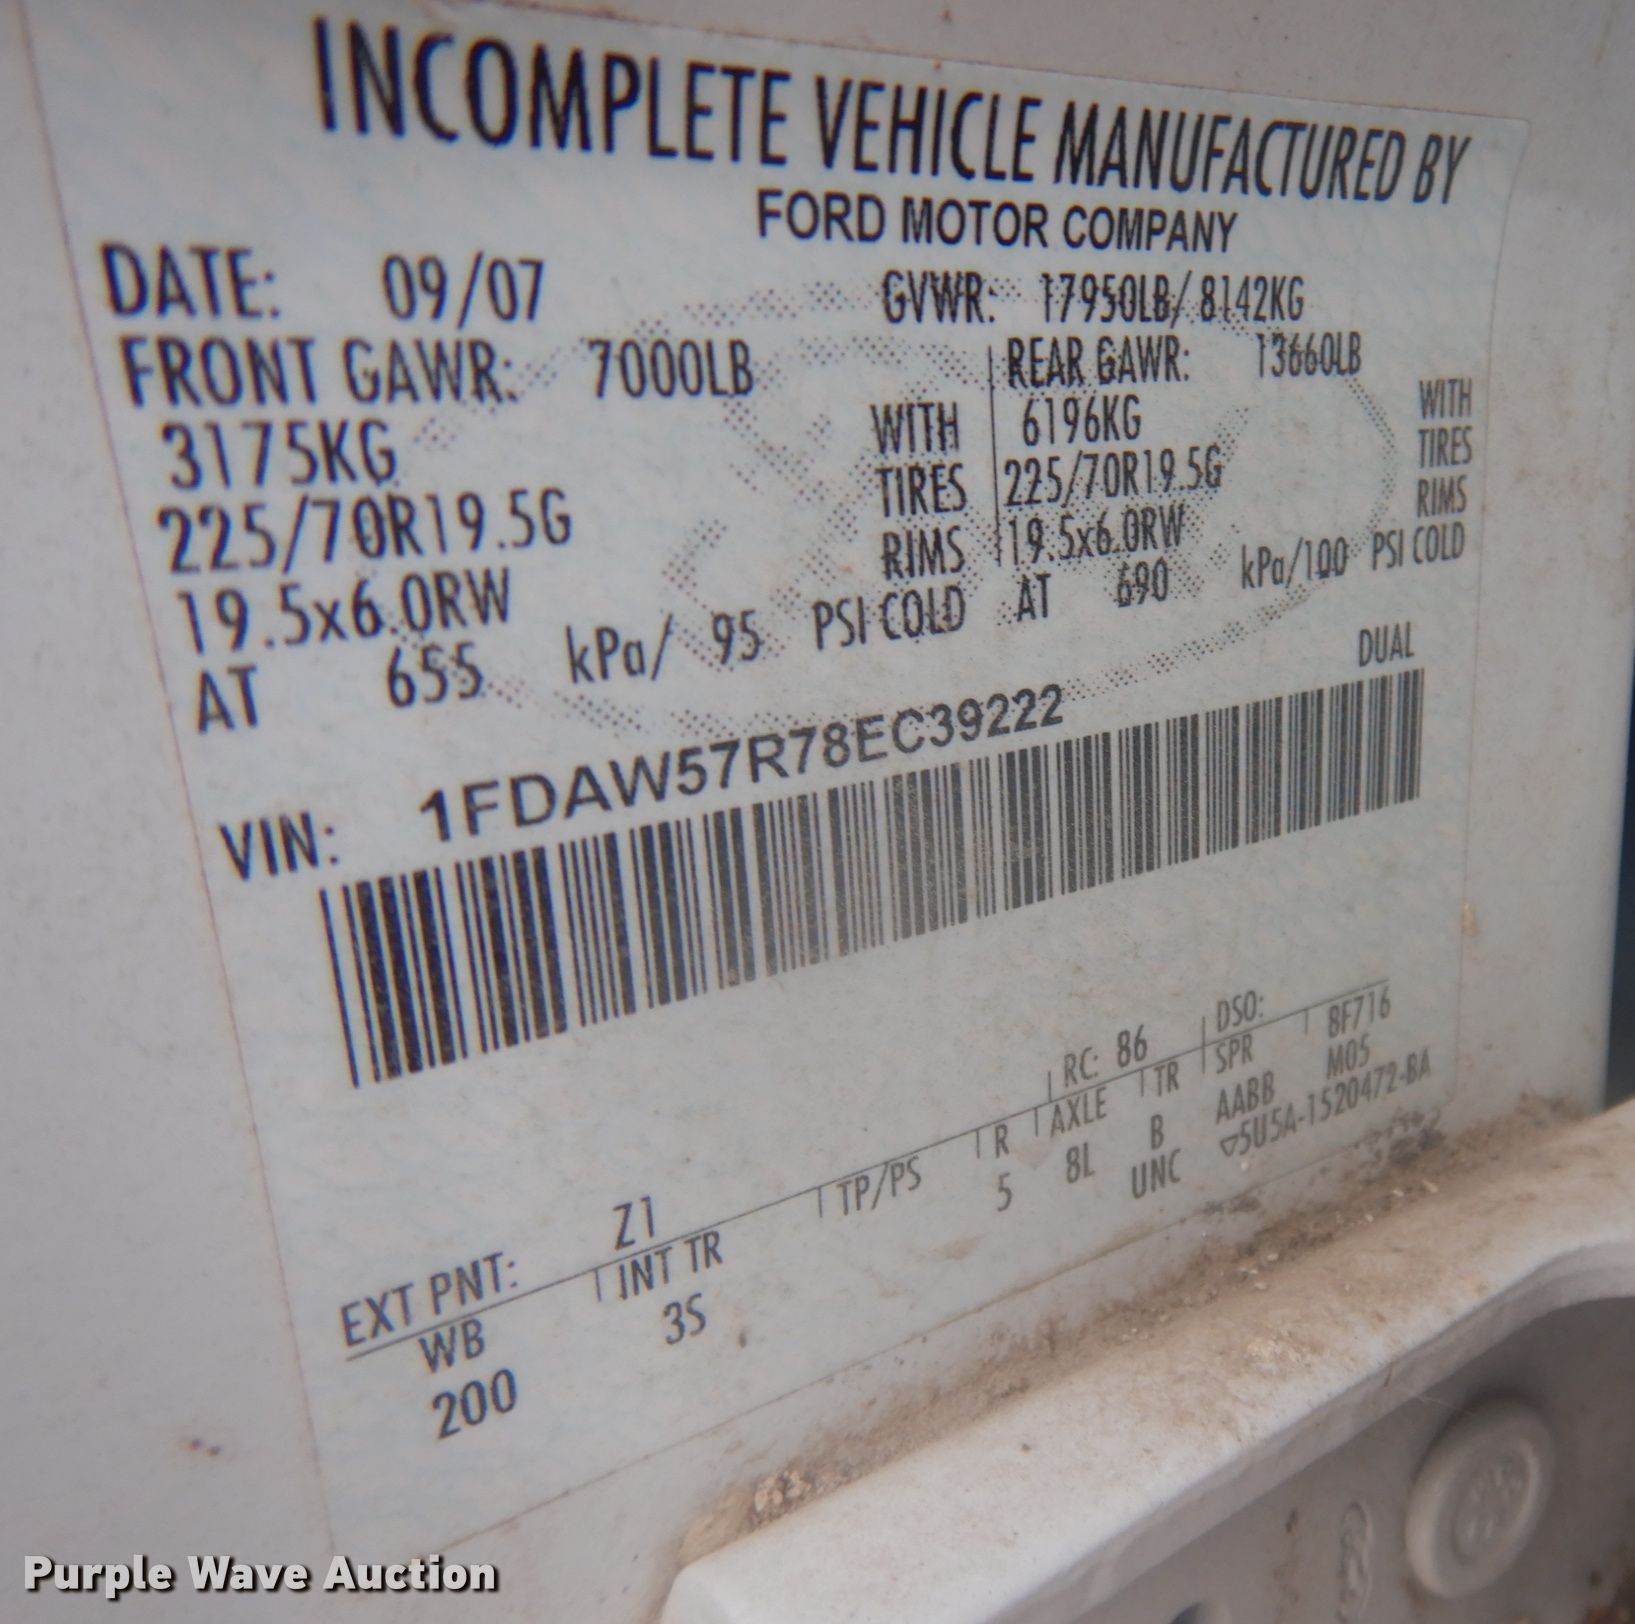 INCOMPLETE VEHICLE MANUFACTURED BY
FORD MOTOR COMPANY
DATE: 09/07 GVWR: 17950LB/ 8142KG
FRONT GAWR: 7000LB REAR GAWR: 13660LB
3175KG WITH 6196KG WITH
225/70R19.5G TIRES 225/70R19.5G TIRES
19.5x6.0RW RIMS 19.5x6.0RW RIMS
AT 655 kPa/ 95 PSI COLD AT 690 kPa/100 PSI COLD
DUAL
VIN: 1FDAW57R78EC39222
EXT PNT: Z1 RC: 86 DSO:
WB INT TR TP/PS R AXLE TR SPR 8F716
200 3S 5 8L B AABB M05
UNC ▽5U5A-1520472-BA
Purple Wave Auction